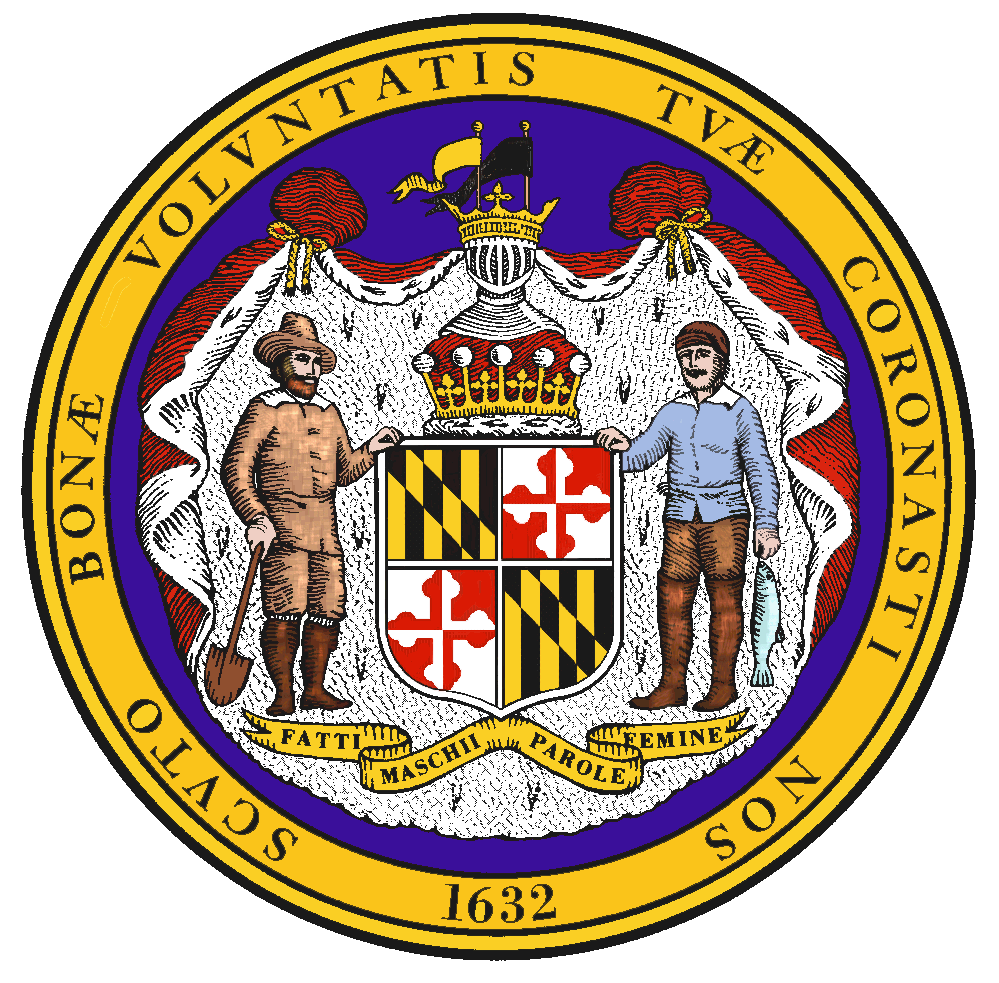 SCVTO BONÆ VOLVNTATIS TVÆ CORONASTI NOS
FATTI MASCHII PAROLE FEMINE
1632